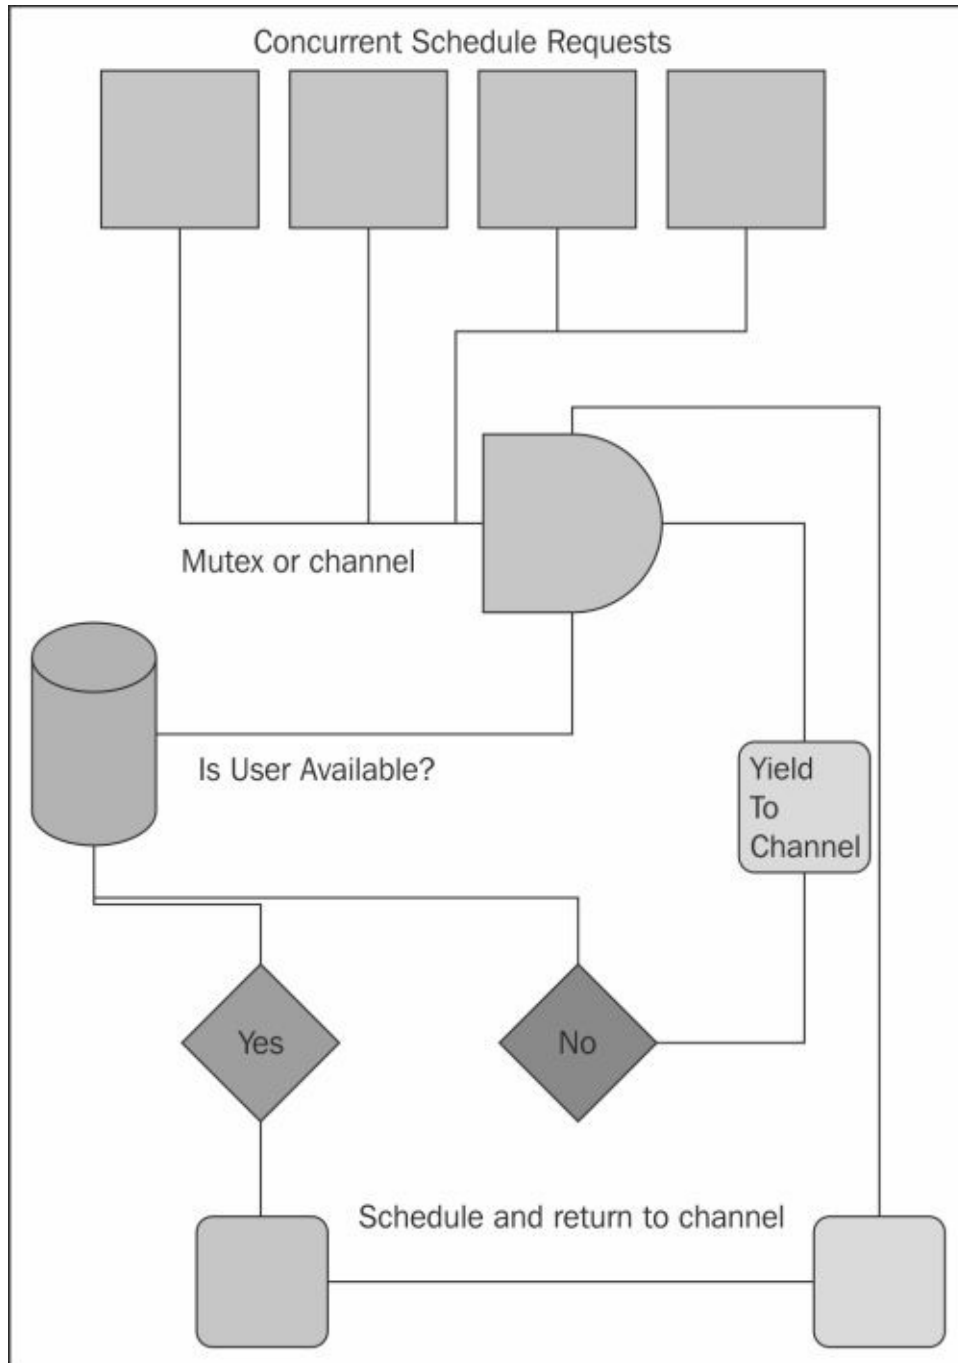 Concurrent Schedule Requests
Mutex or channel
Is User Available?
Yield
To
Channel
Yes
No
Schedule and return to channel